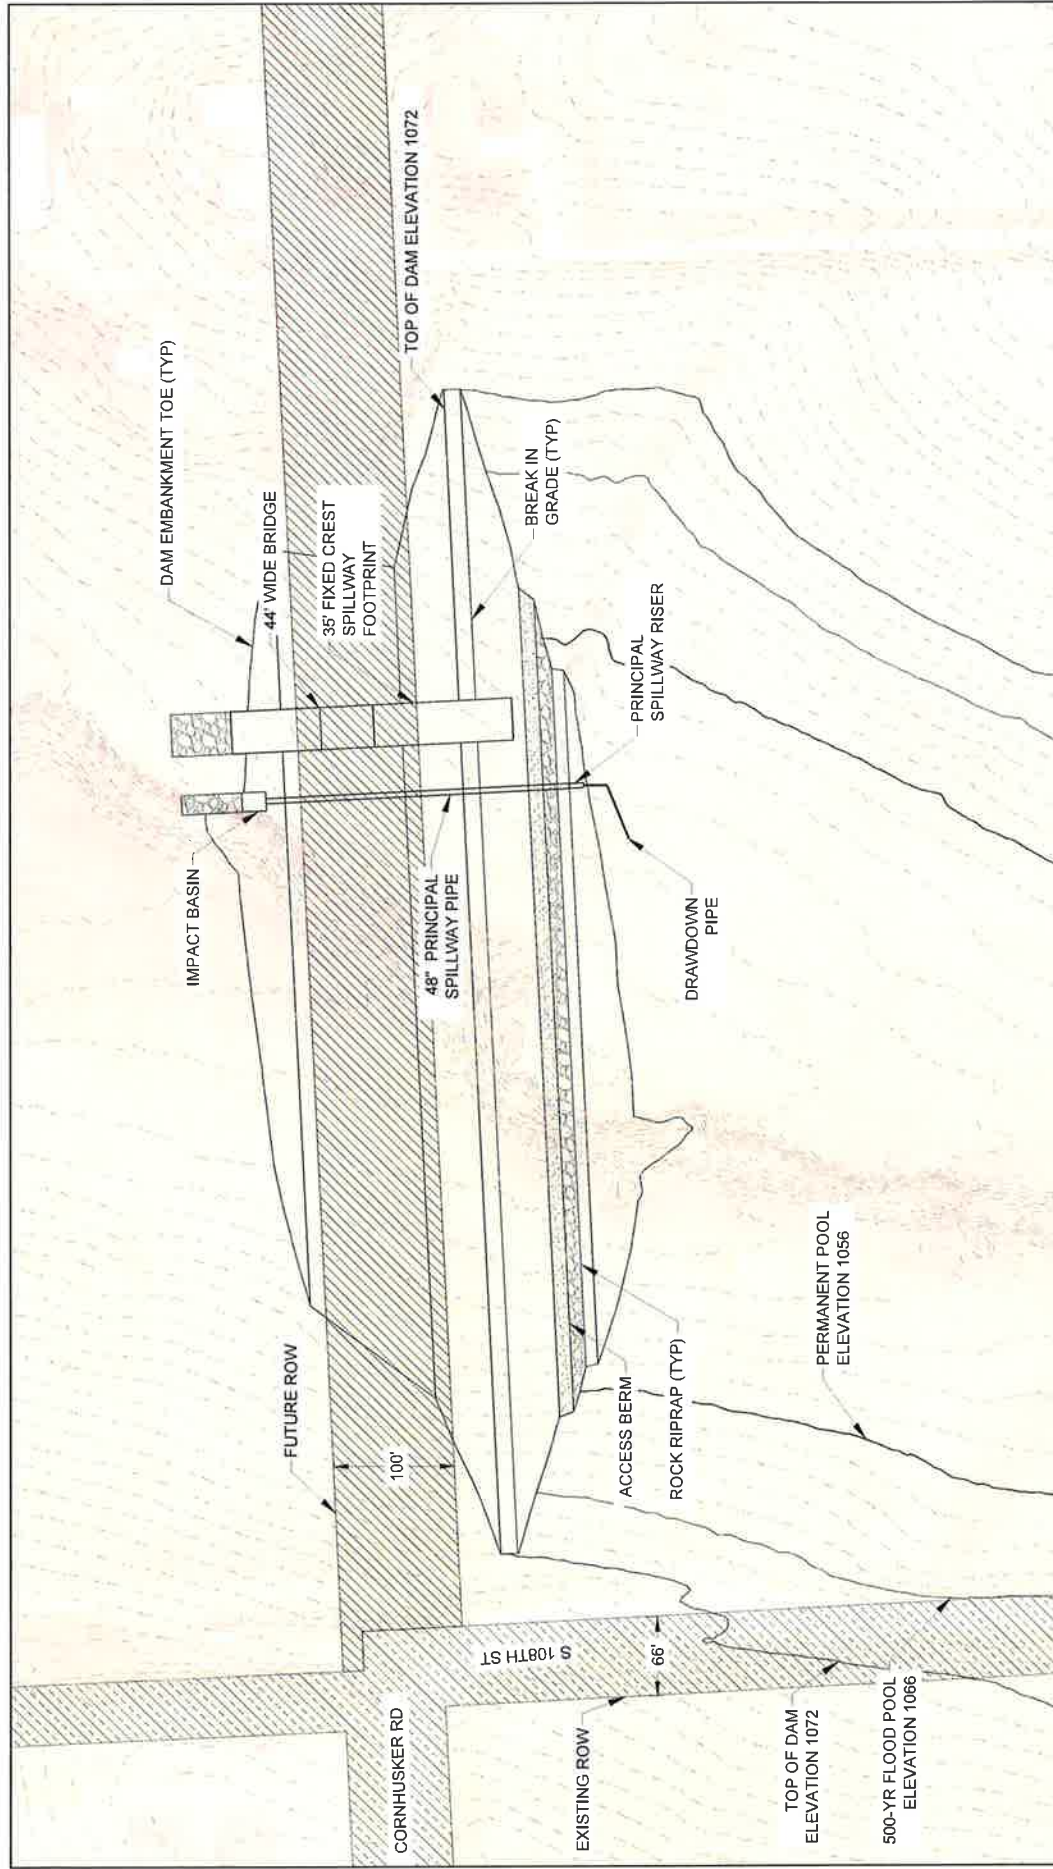 DAM EMBANKMENT TOE (TYP)
44' WIDE BRIDGE
35' FIXED CREST
SPILLWAY
FOOTPRINT
TOP OF DAM ELEVATION 1072
BREAK IN
GRADE (TYP)
IMPACT BASIN
48" PRINCIPAL
SPILLWAY PIPE
PRINCIPAL
SPILLWAY RISER
DRAWDOWN
PIPE
FUTURE ROW
100'
ACCESS BERM
ROCK RIPRAP (TYP)
PERMANENT POOL
ELEVATION 1056
CORNHUSKER RD
S 108TH ST
66'
EXISTING ROW
TOP OF DAM
ELEVATION 1072
500-YR FLOOD POOL
ELEVATION 1066